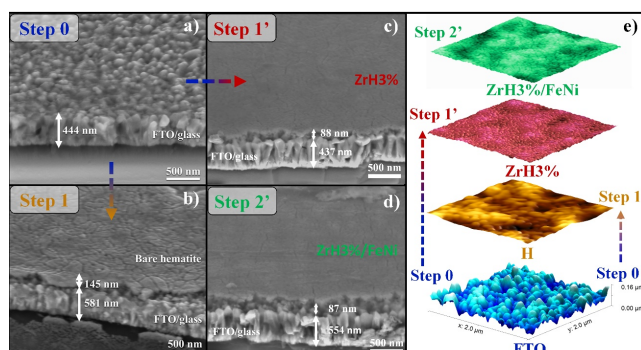 Step 0
a)
444 nm
FTO/glass
500 nm
Step 1'
c)
ZrH3%
88 nm
437 nm
FTO/glass
500 nm
Step 1
b)
Bare hematite
145 nm
581 nm
FTO/glass
500 nm
Step 2'
d)
ZrH3%/FeNi
87 nm
554 nm
FTO/glass
500 nm
e)
Step 2'
ZrH3%/FeNi
Step 1'
ZrH3%
Step 1
H
Step 0
Step 0
0.16 µm
0.00
x: 2.0 µm
y: 2.0 µm
FTO